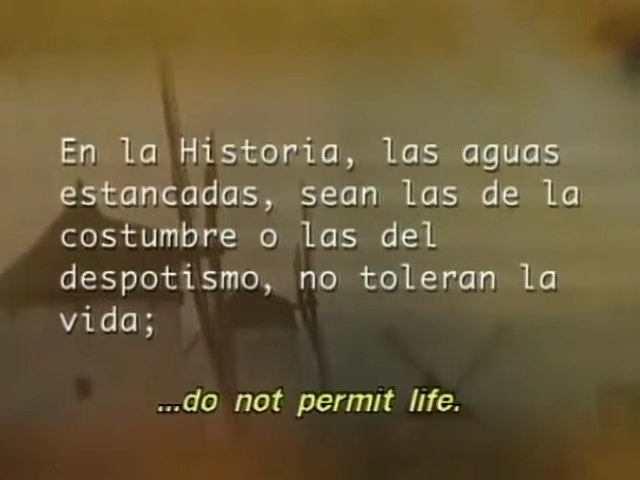 En la Historia, las aguas
estancadas, sean las de la
costumbre o las del
despotismo, no toleran la
vida;
...do not permit life.